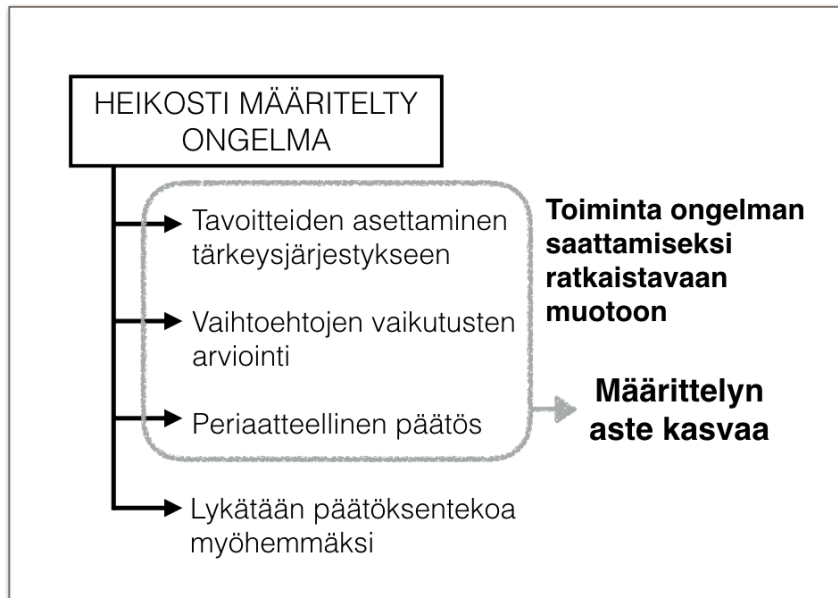 HEIKOSTI MÄÄRITELTY
ONGELMA
Tavoitteiden asettaminen
tärkeysjärjestykseen
Vaihtoehtojen vaikutusten
arviointi
Periaatteellinen päätös
Lykätään päätöksentekoa
myöhemmäksi
Toiminta ongelman
saattamiseksi
ratkaistavaan
muotoon
Määrittelyn
aste kasvaa